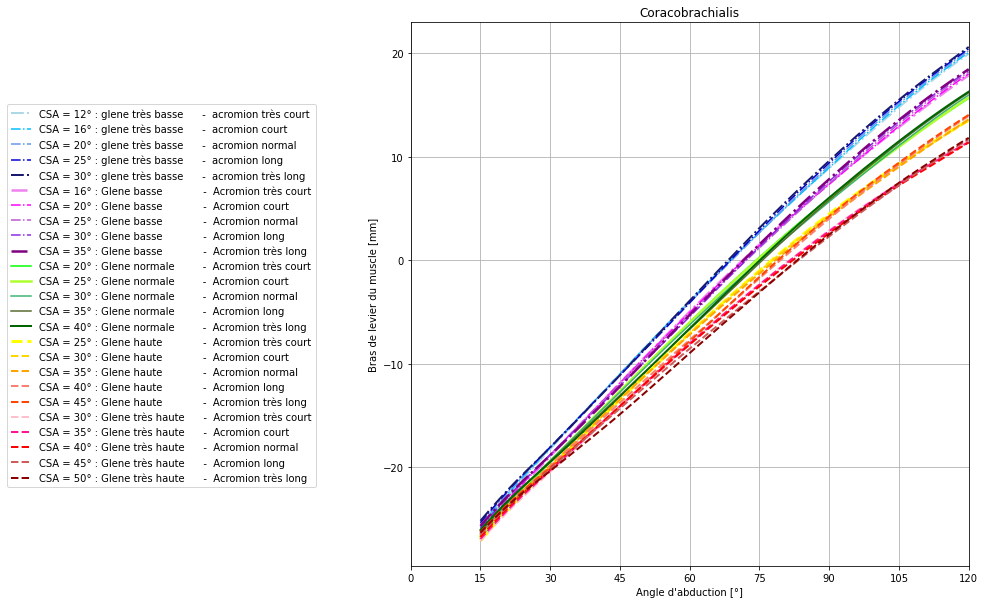 Coracobrachialis
CSA = 12° : glene très basse - acromion très court
CSA = 16° : glene très basse - acromion court
CSA = 20° : glene très basse - acromion normal
CSA = 25° : glene très basse - acromion long
CSA = 30° : glene très basse - acromion très long
CSA = 16° : Glene basse - Acromion très court
CSA = 20° : Glene basse - Acromion court
CSA = 25° : Glene basse - Acromion normal
CSA = 30° : Glene basse - Acromion long
CSA = 35° : Glene basse - Acromion très long
CSA = 20° : Glene normale - Acromion très court
CSA = 25° : Glene normale - Acromion court
CSA = 30° : Glene normale - Acromion normal
CSA = 35° : Glene normale - Acromion long
CSA = 40° : Glene normale - Acromion très long
CSA = 25° : Glene haute - Acromion très court
CSA = 30° : Glene haute - Acromion court
CSA = 35° : Glene haute - Acromion normal
CSA = 40° : Glene haute - Acromion long
CSA = 45° : Glene haute - Acromion très long
CSA = 30° : Glene très haute - Acromion très court
CSA = 35° : Glene très haute - Acromion court
CSA = 40° : Glene très haute - Acromion normal
CSA = 45° : Glene très haute - Acromion long
CSA = 50° : Glene très haute - Acromion très long
Bras de levier du muscle [mm]
20
10
0
−10
−20
0 15 30 45 60 75 90 105 120
Angle d'abduction [°]